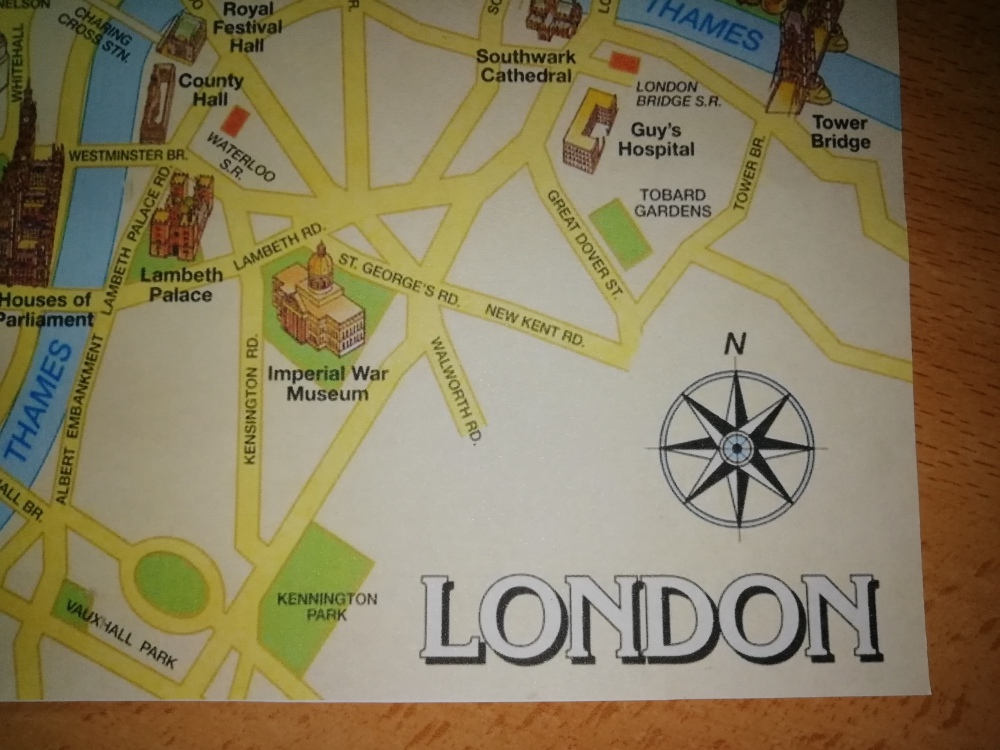 NELSON
WHITEHALL
CHARING
CROSS STN.
Royal
Festival
Hall
County
Hall
WATERLOO
S.R.
WESTMINSTER BR.
LAMBETH PALACE RD.
Lambeth
Palace
LAMBETH RD.
Houses of
Parliament
THAMES
ALBERT EMBANKMENT
HALL BR.
KENSINGTON RD.
Imperial War
Museum
ST. GEORGE'S RD.
NEW KENT RD.
WALWORTH RD.
VAUXHALL PARK
KENNINGTON
PARK
Southwark
Cathedral
THAMES
LONDON
BRIDGE S.R.
Guy's
Hospital
Tower
Bridge
TOWER BR.
TOBARD
GARDENS
GREAT DOVER ST.
N
LONDON